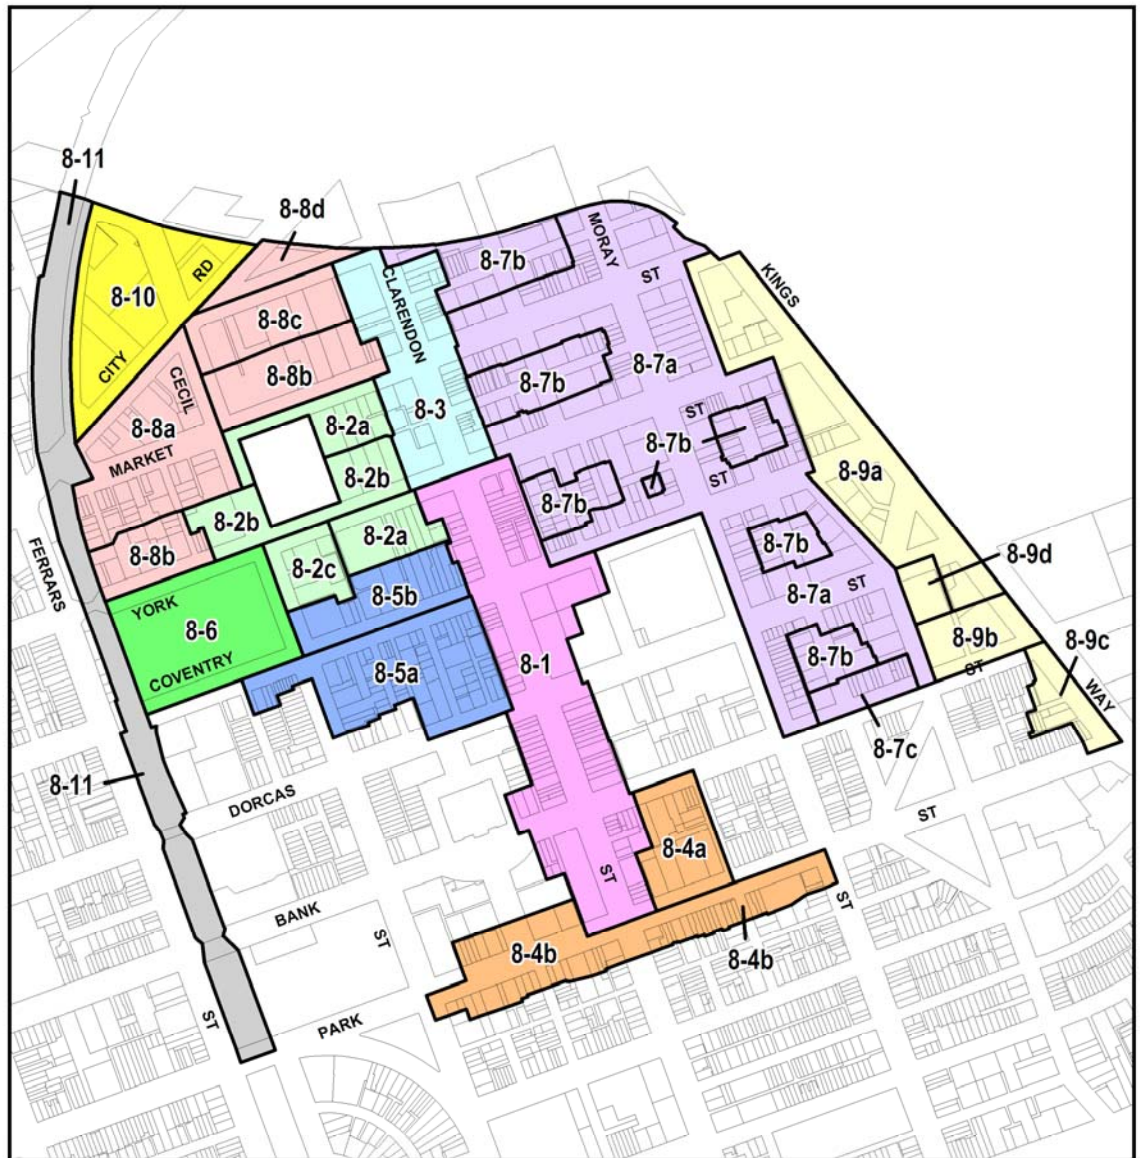 8-11
8-8d
MORAY
8-7b
ST
KINGS
RD
8-10
CLARENDON
8-8c
8-7a
CITY
8-8b
8-7b
CECIL
8-3
8-2a
ST
8-8a
8-7b
MARKET
8-9a
8-2b
ST
8-7b
8-2b
8-2a
8-7b
8-8b
8-9d
FERRARS
8-2c
ST
8-5b
8-7a
YORK
8-6
8-9b
8-9c
8-7b
8-1
COVENTRY
8-5a
ST
WAY
8-7c
8-11
DORCAS
ST
8-4a
ST
ST
BANK
ST
8-4b
8-4b
ST
PARK